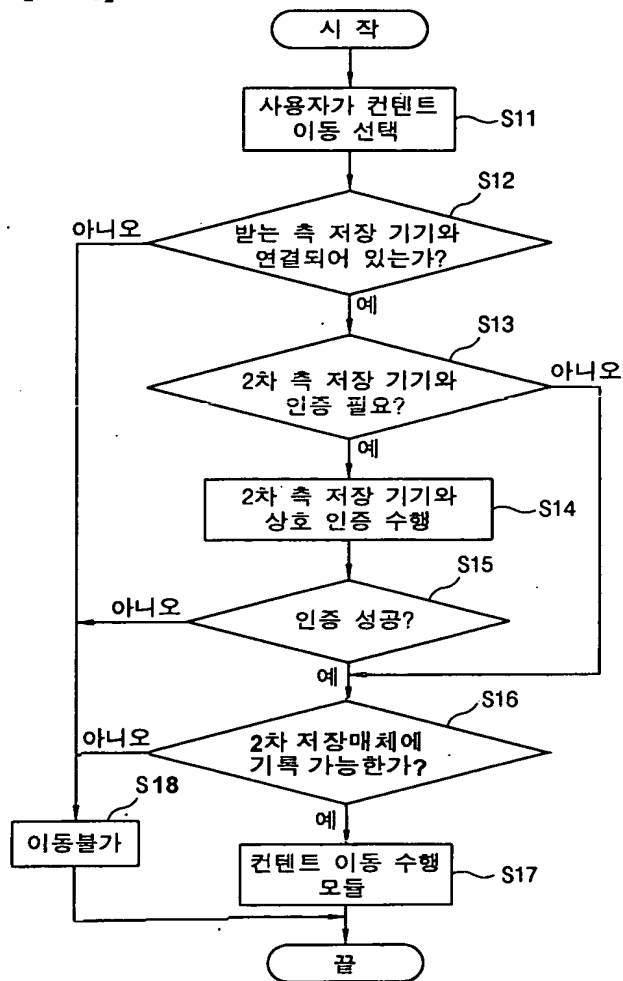 시 작
사용자가 컨텐트
이동 선택
S11
S12
아니오
받는 측 저장 기기와
연결되어 있는가?
예
S13
2차 측 저장 기기와
인증 필요?
아니오
예
2차 측 저장 기기와
상호 인증 수행
S14
S15
아니오
인증 성공?
예
S16
아니오
2차 저장매체에
기록 가능한가?
S18
예
이동불가
컨텐트 이동 수행
모듈
S17
끝